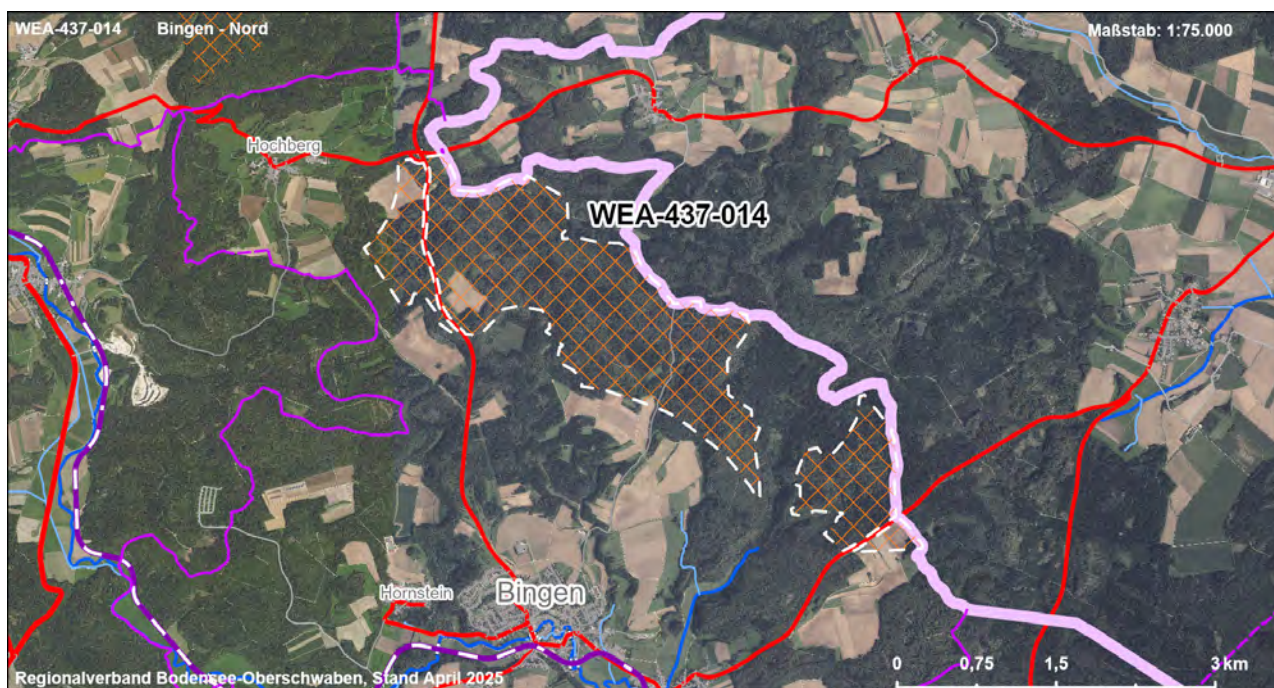 WEA-437-014 Bingen - Nord
Maßstab: 1:75.000
Hochberg
WEA-437-014
Hornstein
Bingen
0 0,75 1,5 3 km
Regionalverband Bodensee-Oberschwaben, Stand April 2025